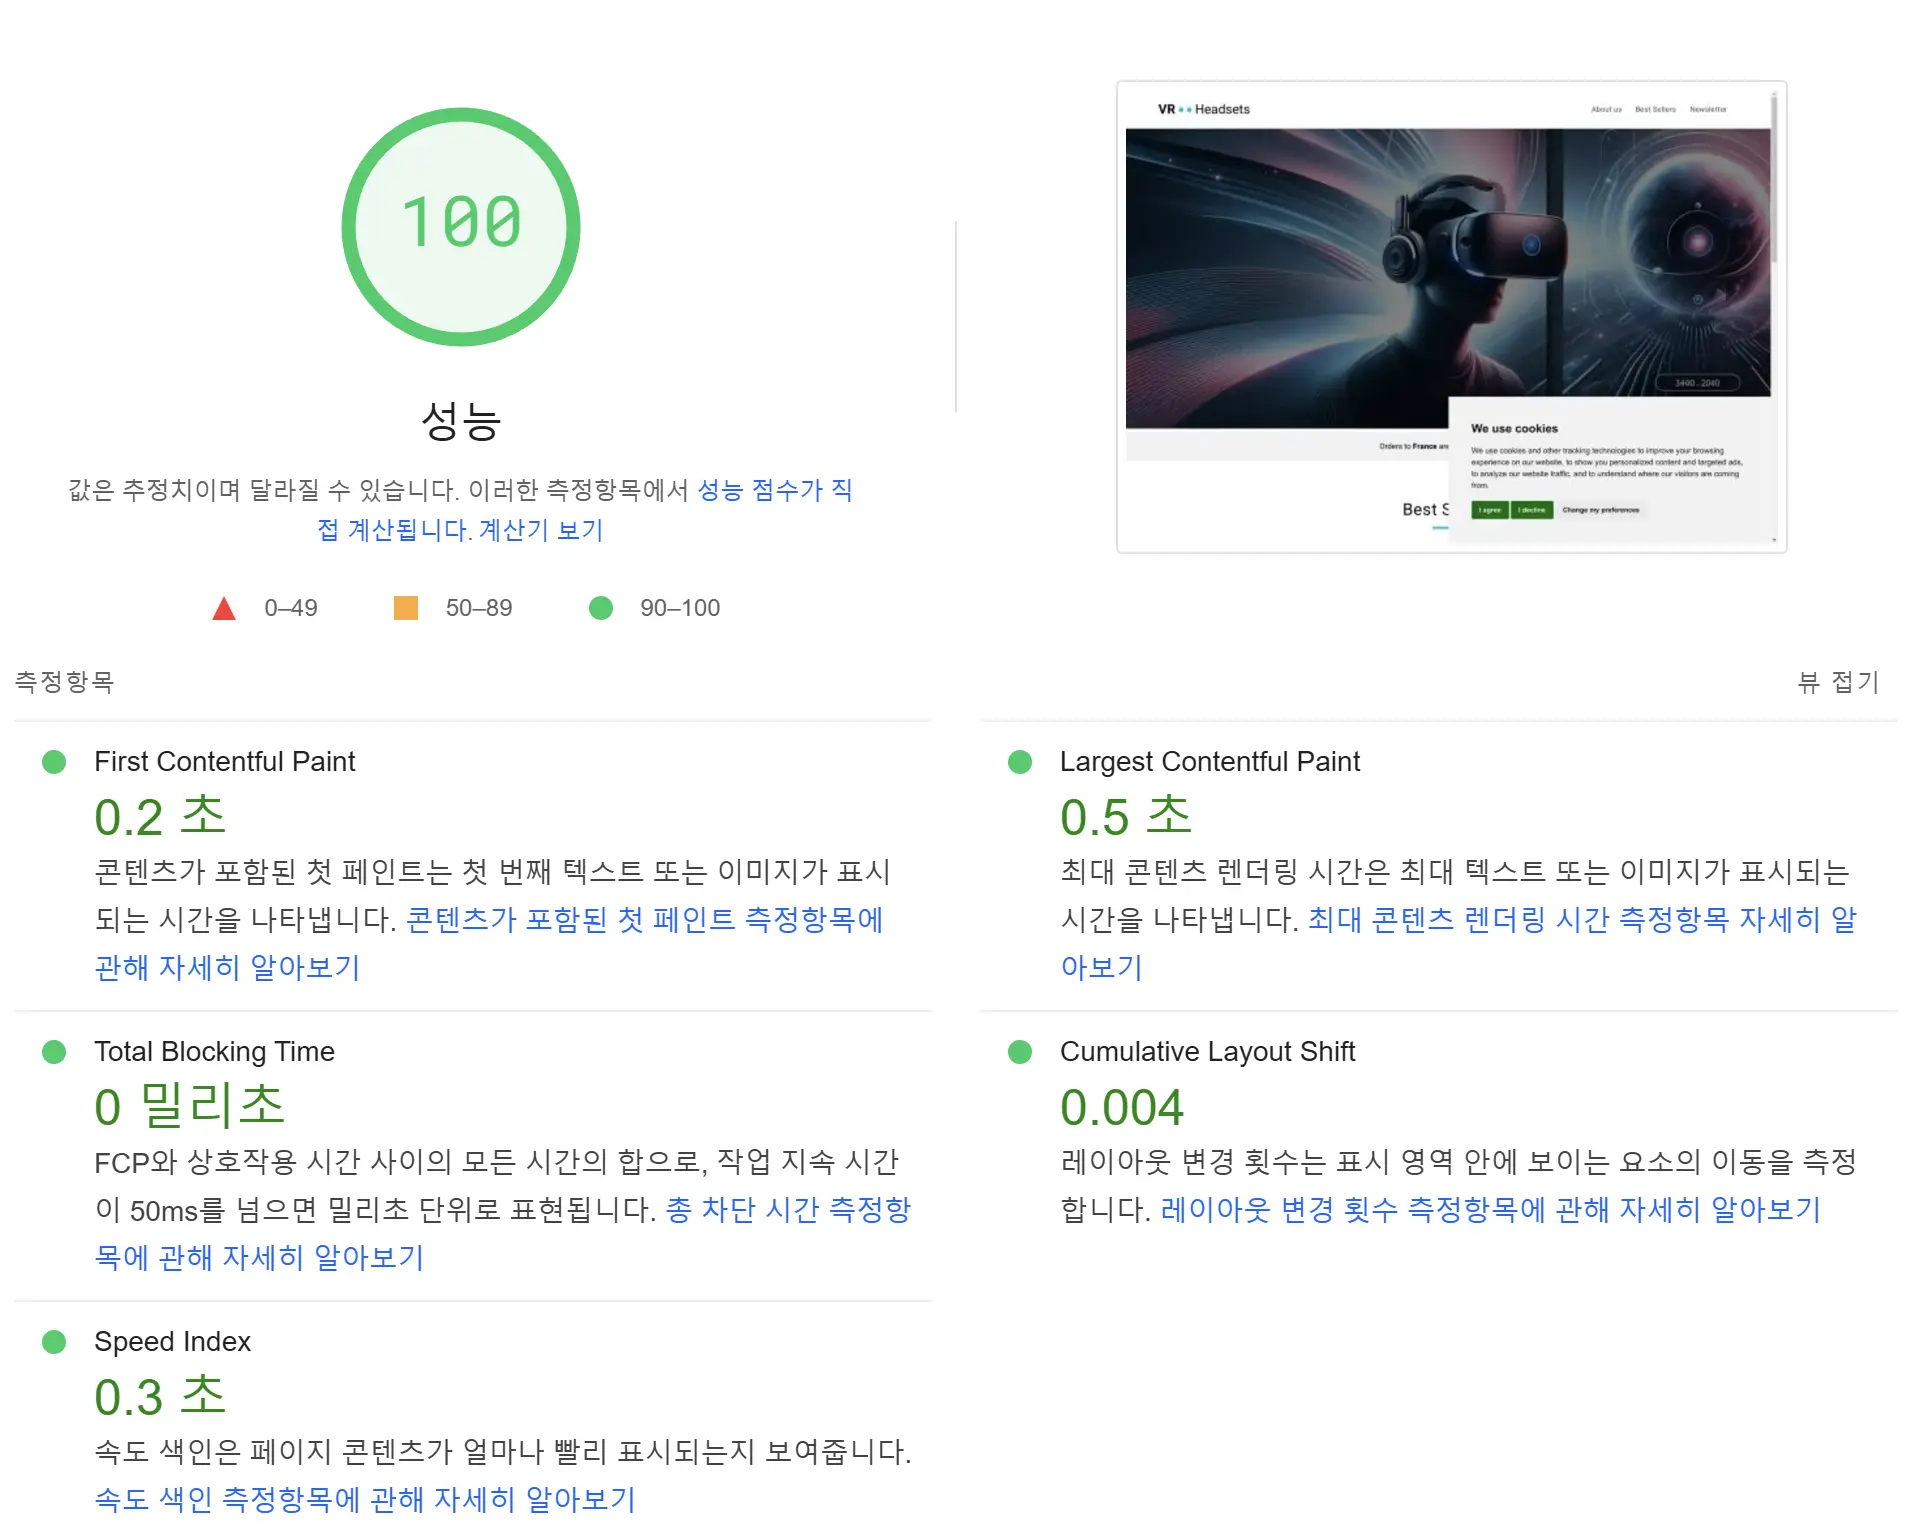 100
성능
값은 추정치이며 달라질 수 있습니다. 이러한 측정항목에서 성능 점수가 직
접 계산됩니다. 계산기 보기
0–49
50–89
90–100
VR Headsets
About us Best Sellers Newsletter
3400...2040
Orders to France an
We use cookies
We use cookies and other tracking technologies to improve your browsing
experience on our website, to show you personalized content and targeted ads,
to analyze our website traffic, and to understand where our visitors are coming
from.
I agree I decline Change my preferences
Best S
측정항목
뷰 접기
First Contentful Paint
0.2 초
콘텐츠가 포함된 첫 페인트는 첫 번째 텍스트 또는 이미지가 표시
되는 시간을 나타냅니다. 콘텐츠가 포함된 첫 페인트 측정항목에
관해 자세히 알아보기
Largest Contentful Paint
0.5 초
최대 콘텐츠 렌더링 시간은 최대 텍스트 또는 이미지가 표시되는
시간을 나타냅니다. 최대 콘텐츠 렌더링 시간 측정항목 자세히 알
아보기
Total Blocking Time
0 밀리초
FCP와 상호작용 시간 사이의 모든 시간의 합으로, 작업 지속 시간
이 50ms를 넘으면 밀리초 단위로 표현됩니다. 총 차단 시간 측정항
목에 관해 자세히 알아보기
Cumulative Layout Shift
0.004
레이아웃 변경 횟수는 표시 영역 안에 보이는 요소의 이동을 측정
합니다. 레이아웃 변경 횟수 측정항목에 관해 자세히 알아보기
Speed Index
0.3 초
속도 색인은 페이지 콘텐츠가 얼마나 빨리 표시되는지 보여줍니다.
속도 색인 측정항목에 관해 자세히 알아보기